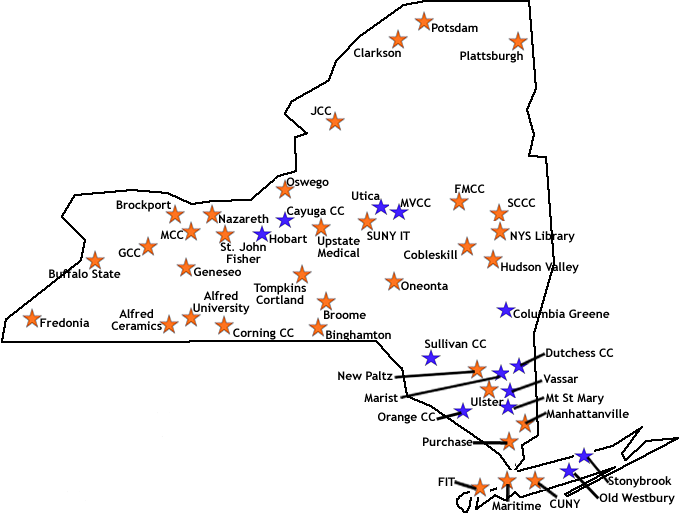 Potsdam
Clarkson
Plattsburgh
JCC
Oswego
Utica
MVCC
FMCC
SCCC
Brockport
Nazareth
Cayuga CC
MCC
St. John
Fisher
Hobart
Upstate
Medical
SUNY IT
NYS Library
GCC
Cobleskill
Hudson Valley
Buffalo State
Geneseo
Tompkins
Cortland
Oneonta
Alfred
University
Broome
Columbia Greene
Fredonia
Alfred
Ceramics
Corning CC
Binghamton
Sullivan CC
Dutchess CC
New Paltz
Vassar
Marist
Ulster
Mt St Mary
Orange CC
Manhattanville
Purchase
FIT
Maritime
CUNY
Stonybrook
Old Westbury